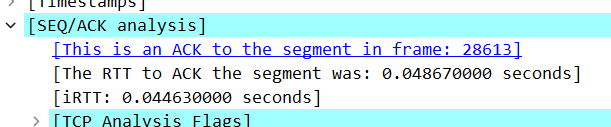 [Timestamps]
[SEQ/ACK analysis]
[This is an ACK to the segment in frame: 28613]
[The RTT to ACK the segment was: 0.048670000 seconds]
[iRTT: 0.044630000 seconds]
[TCP Analysis Flags]